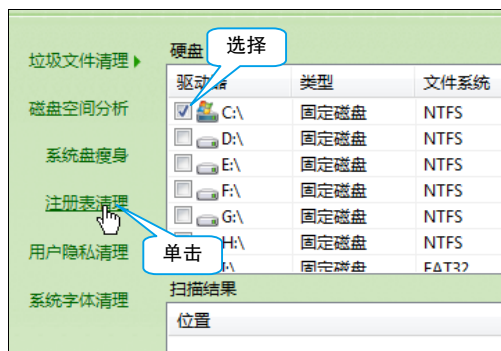 垃圾文件清理
磁盘空间分析
系统盘瘦身
注册表清理
用户隐私清理
系统字体清理
硬盘
选择
驱动器 类型 文件系统
C:\ 固定磁盘 NTFS
D:\ 固定磁盘 NTFS
E:\ 固定磁盘 NTFS
F:\ 固定磁盘 NTFS
G:\ 固定磁盘 NTFS
H:\ 固定磁盘 NTFS
I:\ 固定磁盘 FAT32
单击
扫描结果
位置